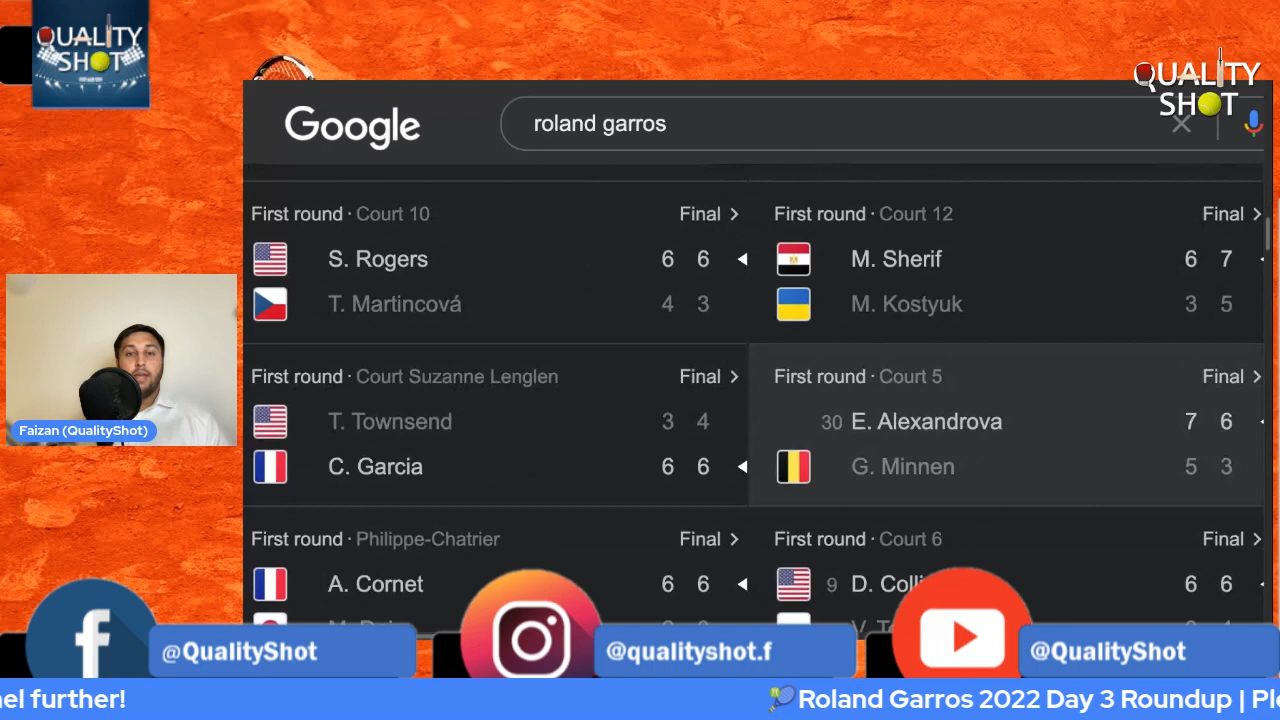 QUALITY
SHOT
QUALITY
SHOT
Google
roland garros
First round · Court 10
Final
S. Rogers 6 6
T. Martincová 4 3
First round · Court 12
Final
M. Sherif 6 7
M. Kostyuk 3 5
First round · Court Suzanne Lenglen
Final
T. Townsend 3 4
C. Garcia 6 6
First round · Court 5
Final
30 E. Alexandrova 7 6
G. Minnen 5 3
First round · Philippe-Chatrier
Final
A. Cornet 6 6
First round · Court 6
Final
9 D. Colli 6 6
Faizan (QualityShot)
@QualityShot
@qualityshot.f
@QualityShot
nel further!
🎾Roland Garros 2022 Day 3 Roundup | Ple